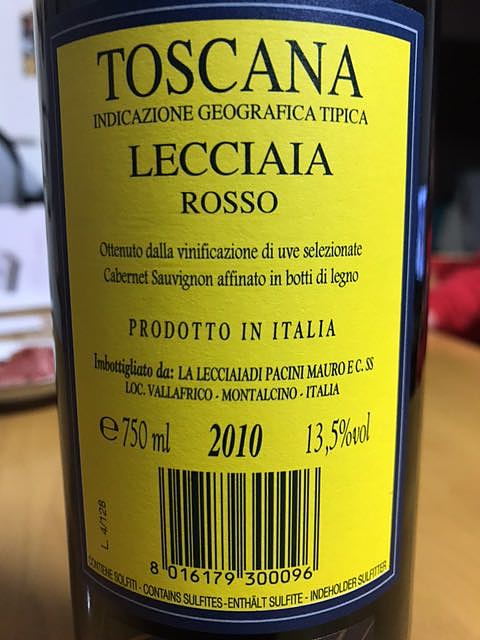 TOSCANA
INDICAZIONE GEOGRAFICA TIPICA
LECCIAIA
ROSSO
Ottenuto dalla vinificazione di uve selezionate
Cabernet Sauvignon affinato in botti di legno
PRODOTTO IN ITALIA
Imbottigliato da: LA LECCIAIADI PACINI MAURO E C. SS
LOC. VALLAFRICO - MONTALCINO - ITALIA
℮ 750 ml 2010 13,5%vol
L. 4/128
8 016179 300096
CONTIENE SOLFITI - CONTAINS SULFITES - ENTHÄLT SULFITE - INDEHOLDER SULFITTER